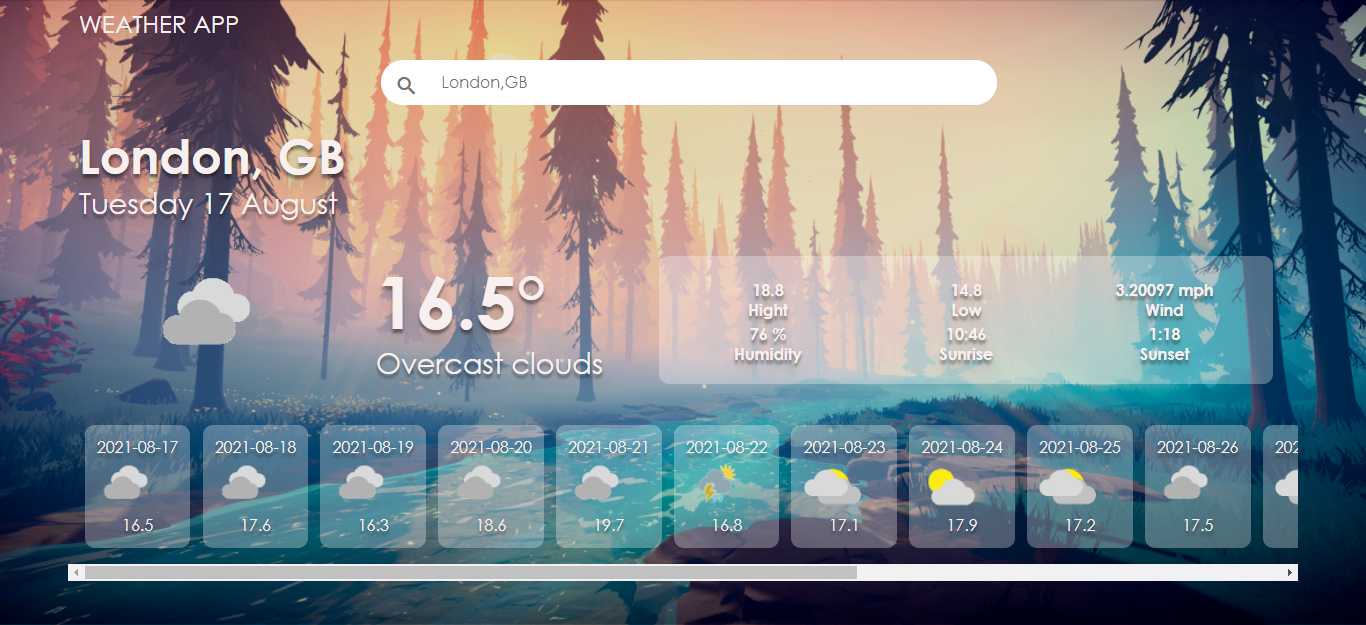 WEATHER APP
London,GB
London, GB
Tuesday 17 August
16.5°
Overcast clouds
18.8 14.8 3.20097 mph
Hight Low Wind
76 % 10:46 1:18
Humidity Sunrise Sunset
2021-08-17 2021-08-18 2021-08-19 2021-08-20 2021-08-21 2021-08-22 2021-08-23 2021-08-24 2021-08-25 2021-08-26 202
16.5 17.6 16.3 18.6 19.7 16.8 17.1 17.9 17.2 17.5